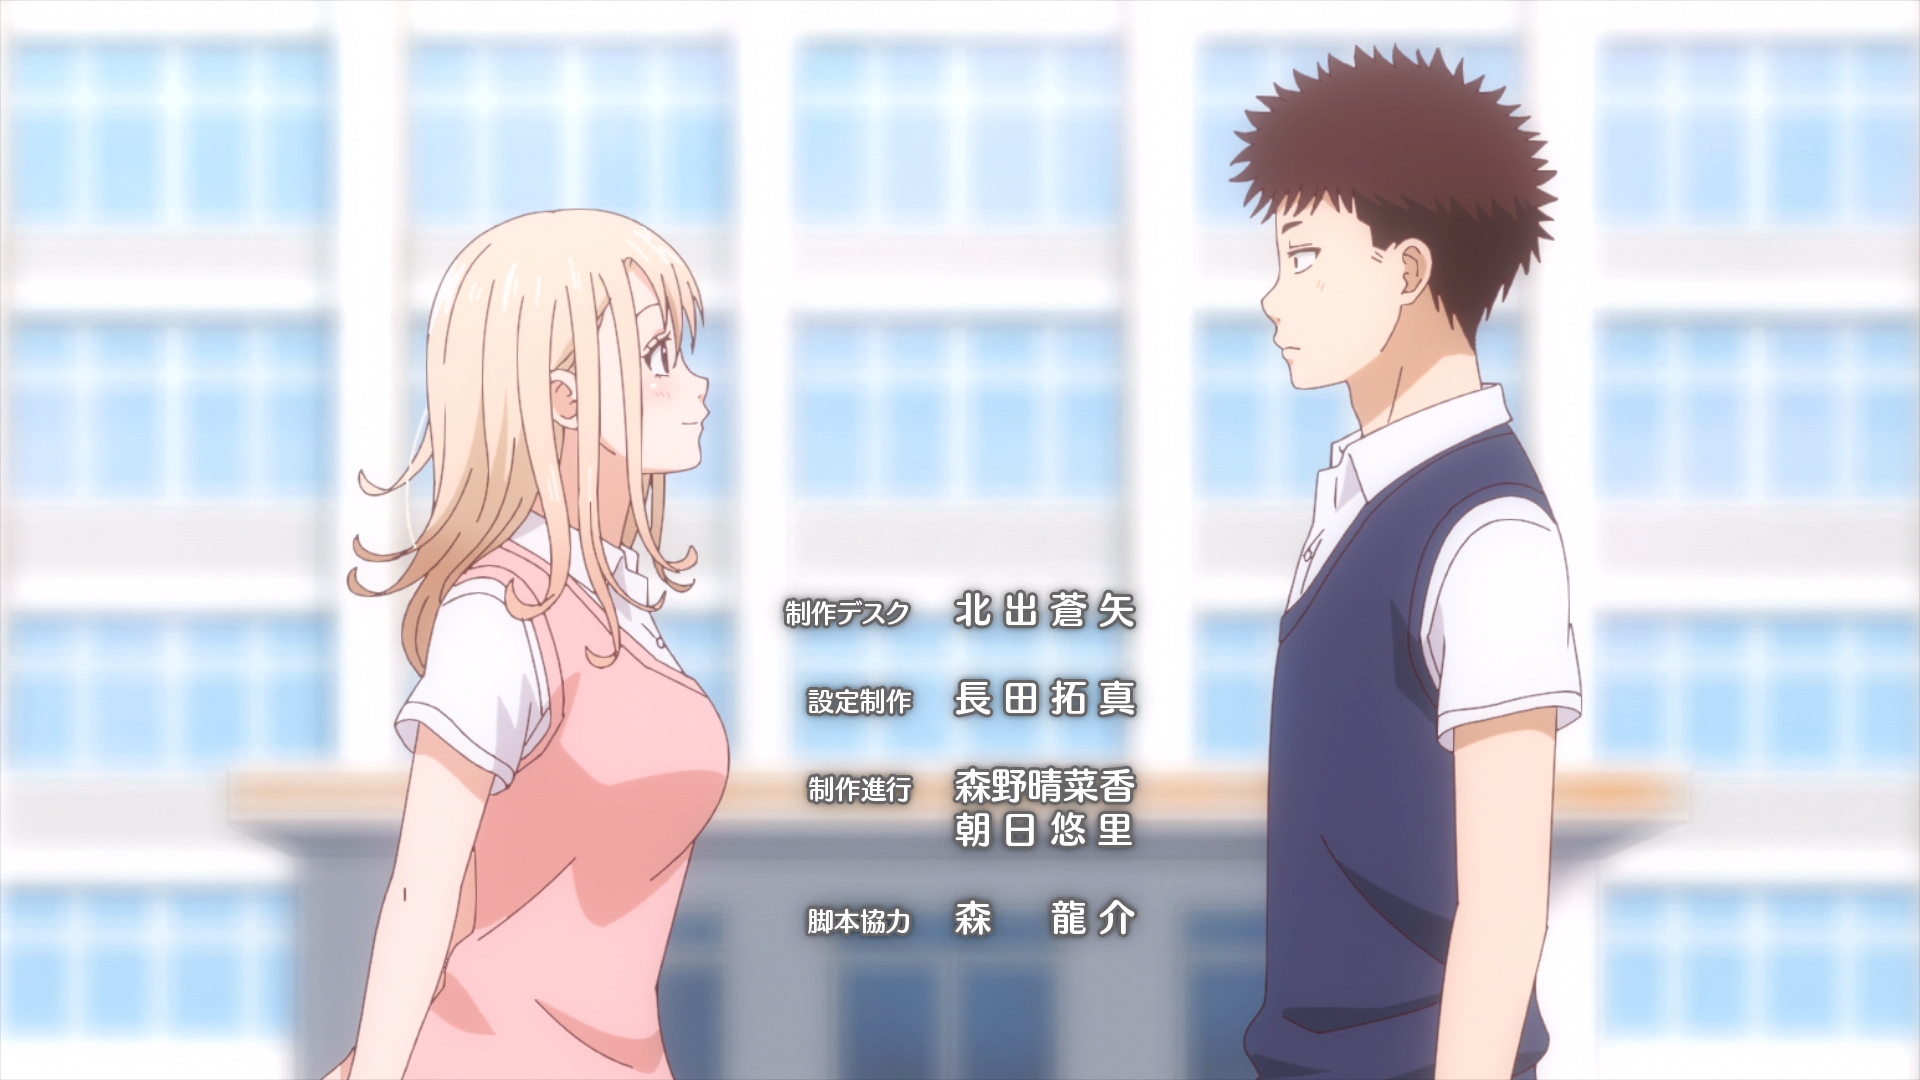 制作デスク 北出蒼矢
設定制作 長田拓真
制作進行 森野晴菜香
朝日悠里
脚本協力 森 龍介